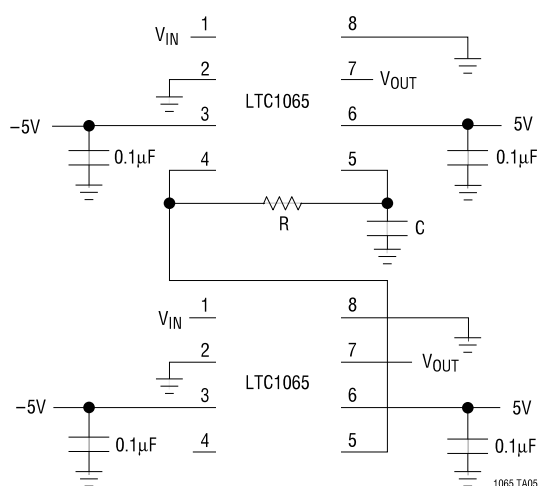 1 8
VIN
2 7 VOUT
LTC1065
−5V 3 6 5V
0.1µF 0.1µF
4 5
R C
1 8
VIN
2 7 VOUT
LTC1065
−5V 3 6 5V
0.1µF 0.1µF
4 5
1065 TA05